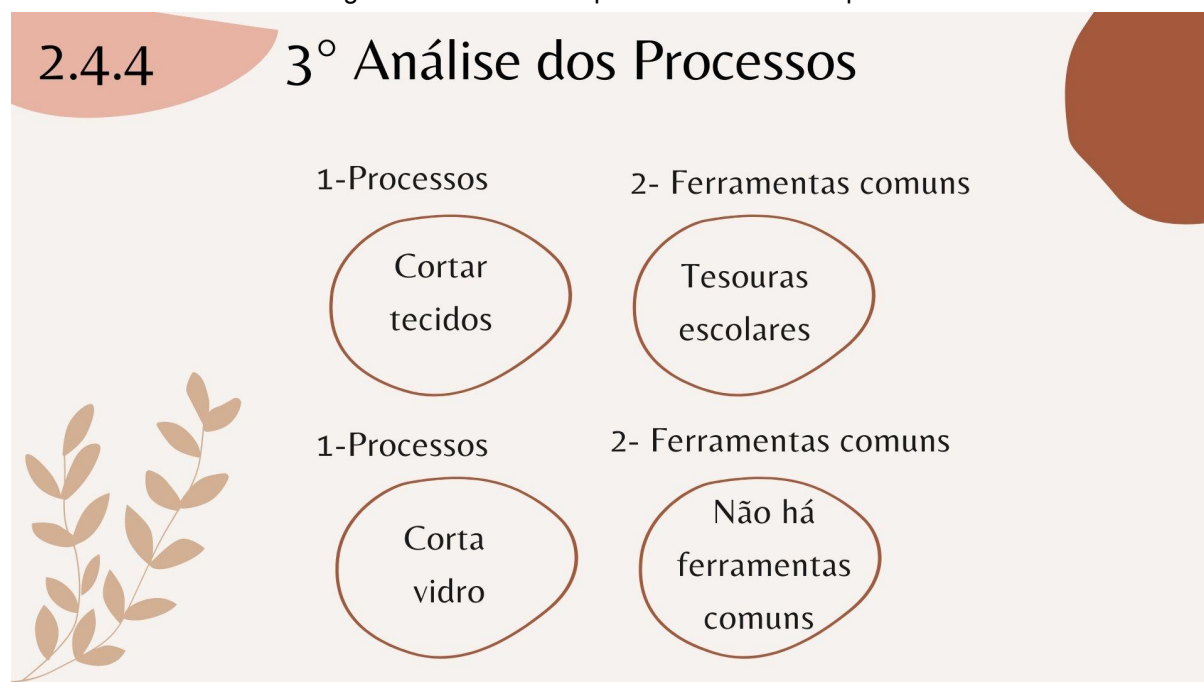 2.4.4
3° Análise dos Processos
1-Processos
2- Ferramentas comuns
Cortar
tecidos
Tesouras
escolares
1-Processos
2- Ferramentas comuns
Corta
vidro
Não há
ferramentas
comuns